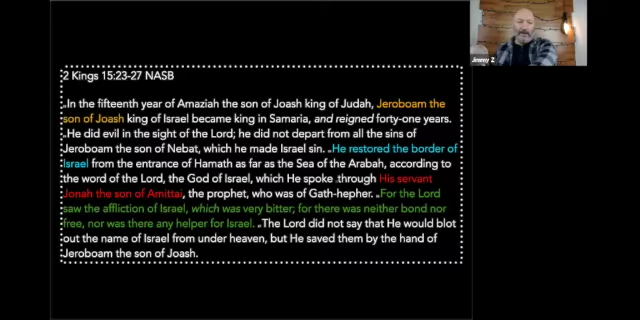 2 Kings 15:23-27 NASB
"In the fifteenth year of Amaziah the son of Joash king of Judah, Jeroboam the
son of Joash king of Israel became king in Samaria, and reigned forty-one years.
"He did evil in the sight of the Lord; he did not depart from all the sins of
Jeroboam the son of Nebat, which he made Israel sin. "He restored the border of
Israel from the entrance of Hamath as far as the Sea of the Arabah, according to
the word of the Lord, the God of Israel, which He spoke through His servant
Jonah the son of Amittai, the prophet, who was of Gath-hepher. "For the Lord
saw the affliction of Israel, which was very bitter; for there was neither bond nor
free, nor was there any helper for Israel. "The Lord did not say that He would blot
out the name of Israel from under heaven, but He saved them by the hand of
Jeroboam the son of Joash.
Jimmy Z